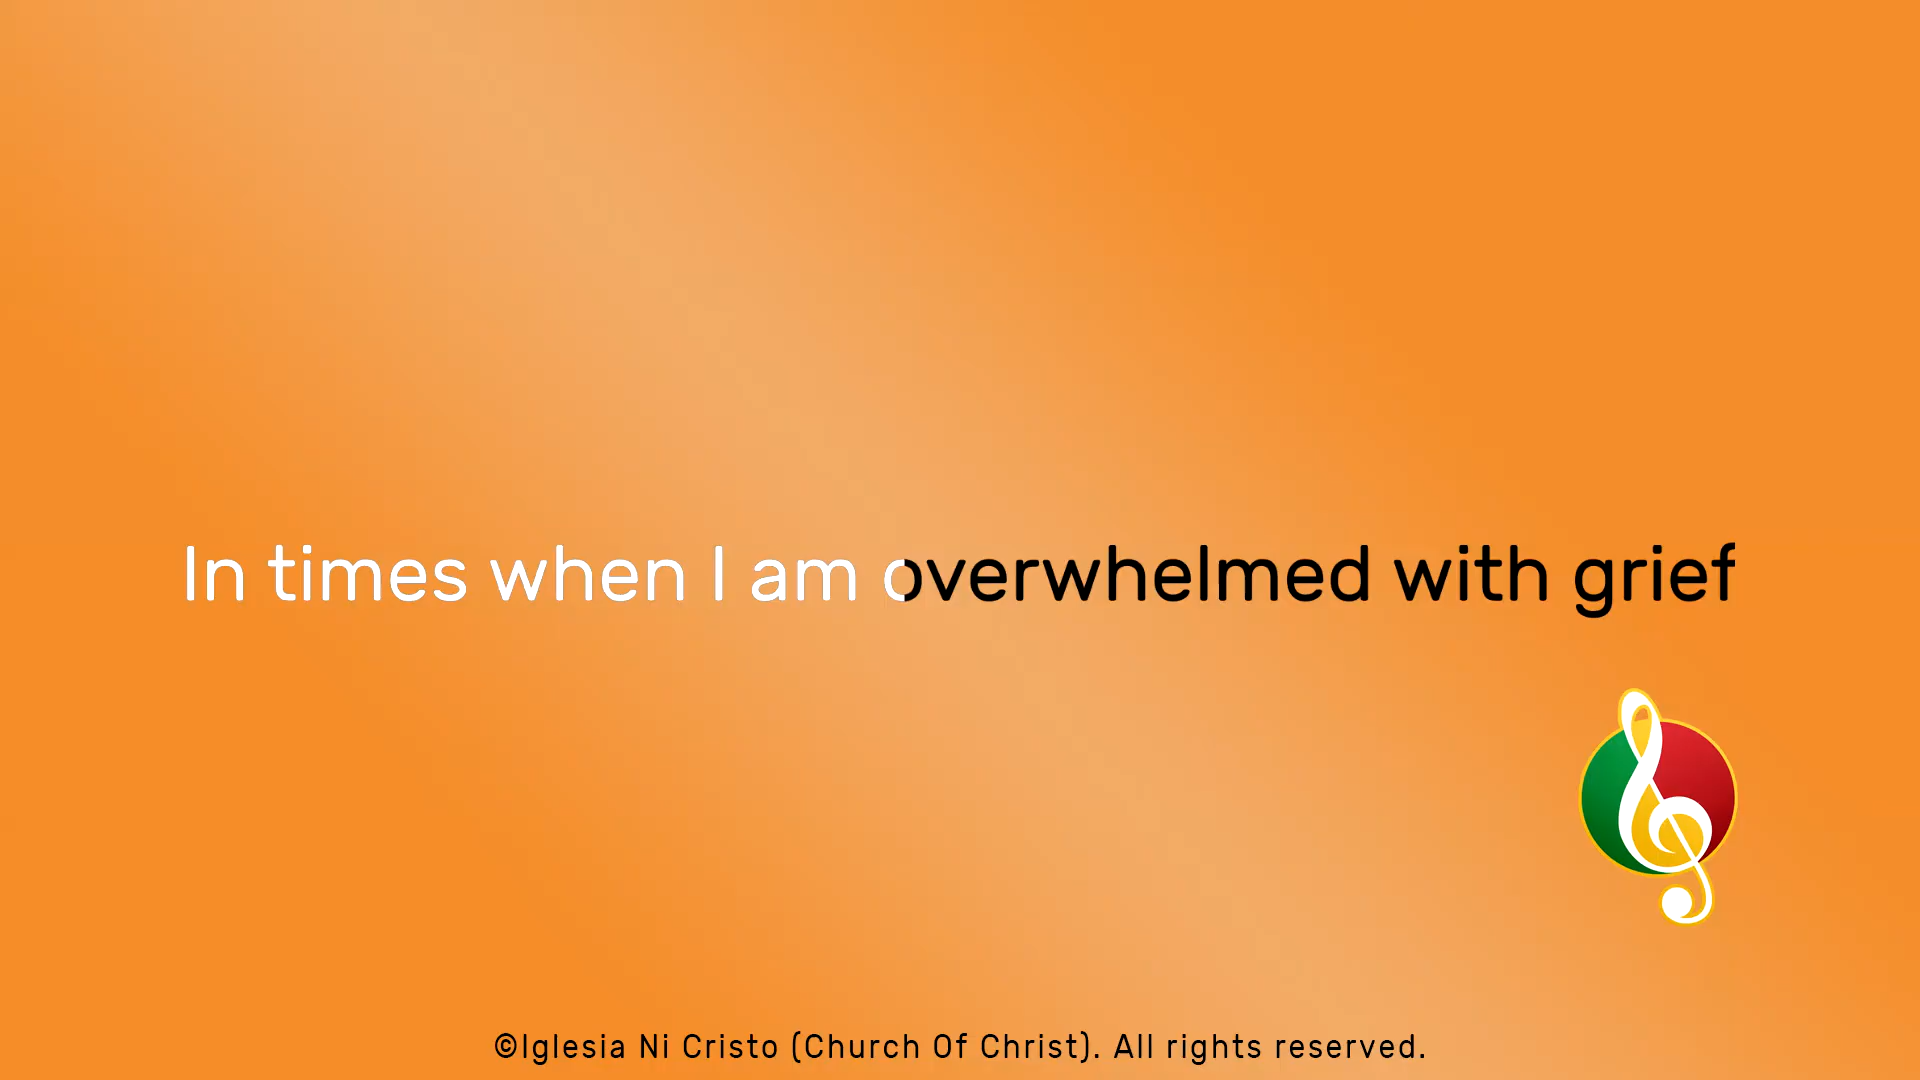 In times when I am overwhelmed with grief
©Iglesia Ni Cristo (Church Of Christ). All rights reserved.